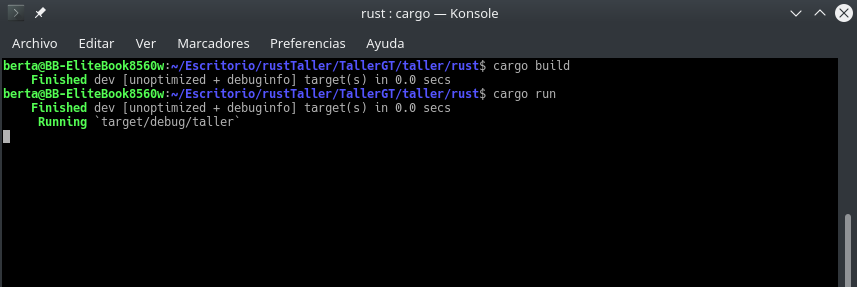 rust : cargo — Konsole
Archivo Editar Ver Marcadores Preferencias Ayuda
berta@BB-EliteBook8560w:~/Escritorio/rustTaller/TallerGT/taller/rust$ cargo build
    Finished dev [unoptimized + debuginfo] target(s) in 0.0 secs
berta@BB-EliteBook8560w:~/Escritorio/rustTaller/TallerGT/taller/rust$ cargo run
    Finished dev [unoptimized + debuginfo] target(s) in 0.0 secs
     Running `target/debug/taller`